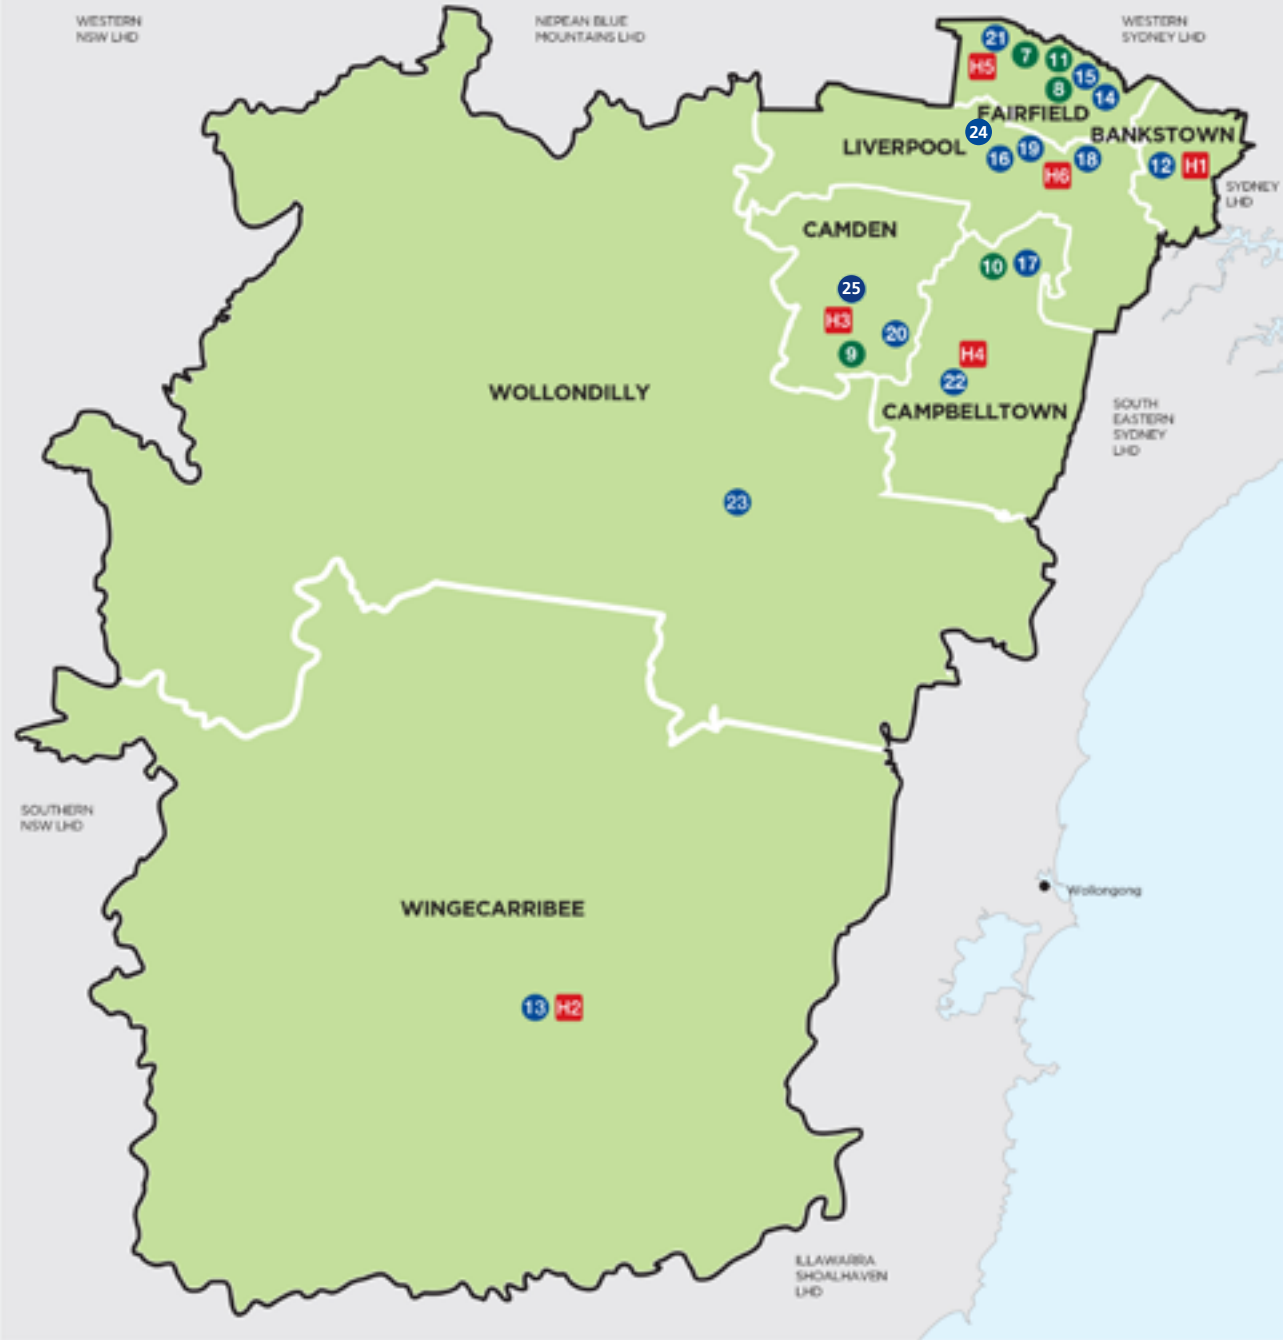 WESTERN
NSW LHD
NEPEAN BLUE
MOUNTAINS LHD
WESTERN
SYDNEY LHD
21
7
11
H5
15
8
14
FAIRFIELD
24
BANKSTOWN
LIVERPOOL
16
19
18
H6
12
H1
SYDNEY
LHD
CAMDEN
10
17
25
H3
20
9
H4
22
CAMPBELLTOWN
WOLLONDILLY
SOUTH
EASTERN
SYDNEY
LHD
23
SOUTHERN
NSW LHD
Wollongong
WINGECARRIBEE
13
H2
ILLAWARRA
SHOALHAVEN
LHD